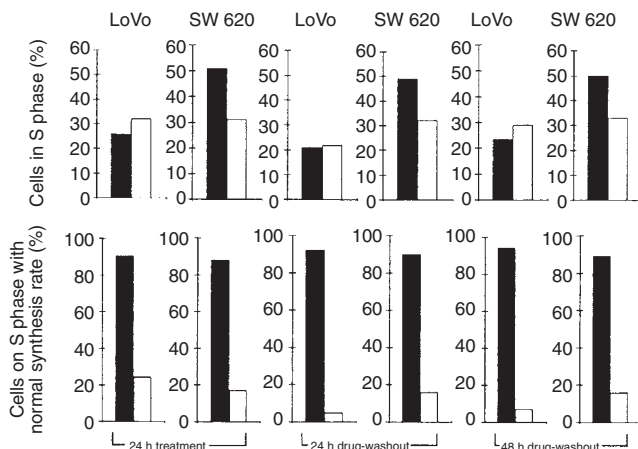 LoVo SW 620 LoVo SW 620 LoVo SW 620
Cells in S phase (%)
60 60 60 60 60 60
50 50 50 50 50 50
40 40 40 40 40 40
30 30 30 30 30 30
20 20 20 20 20 20
10 10 10 10 10 10
0 0 0 0 0 0
Cells on S phase with
normal synthesis rate (%)
100 100 100 100 100 100
80 80 80 80 80 80
60 60 60 60 60 60
40 40 40 40 40 40
20 20 20 20 20 20
0 0 0 0 0 0
24 h treatment 24 h drug-washout 48 h drug-washout